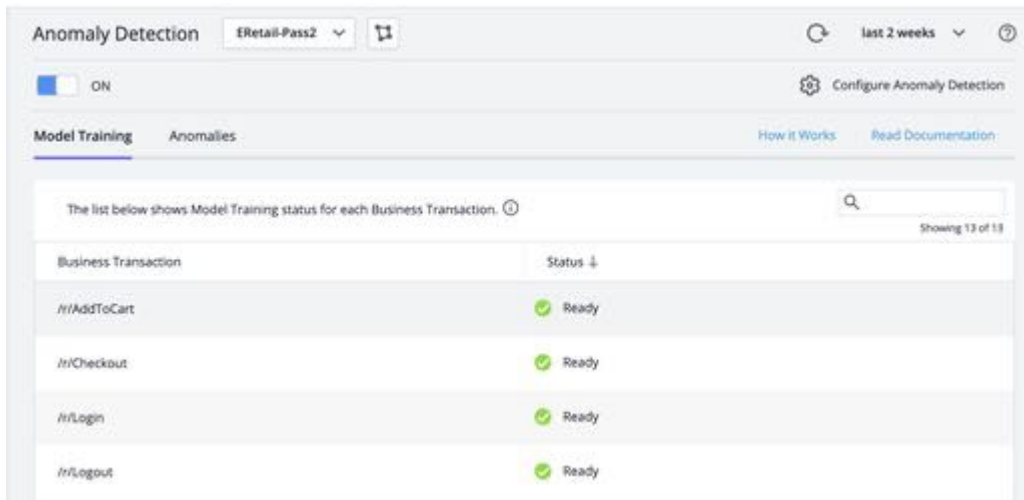 Anomaly Detection ERetail-Pass2 last 2 weeks
ON Configure Anomaly Detection
Model Training Anomalies How it Works Read Documentation
The list below shows Model Training status for each Business Transaction.
Showing 13 of 13
Business Transaction Status ↓
/r/AddToCart Ready
/r/Checkout Ready
/r/Login Ready
/r/Logout Ready